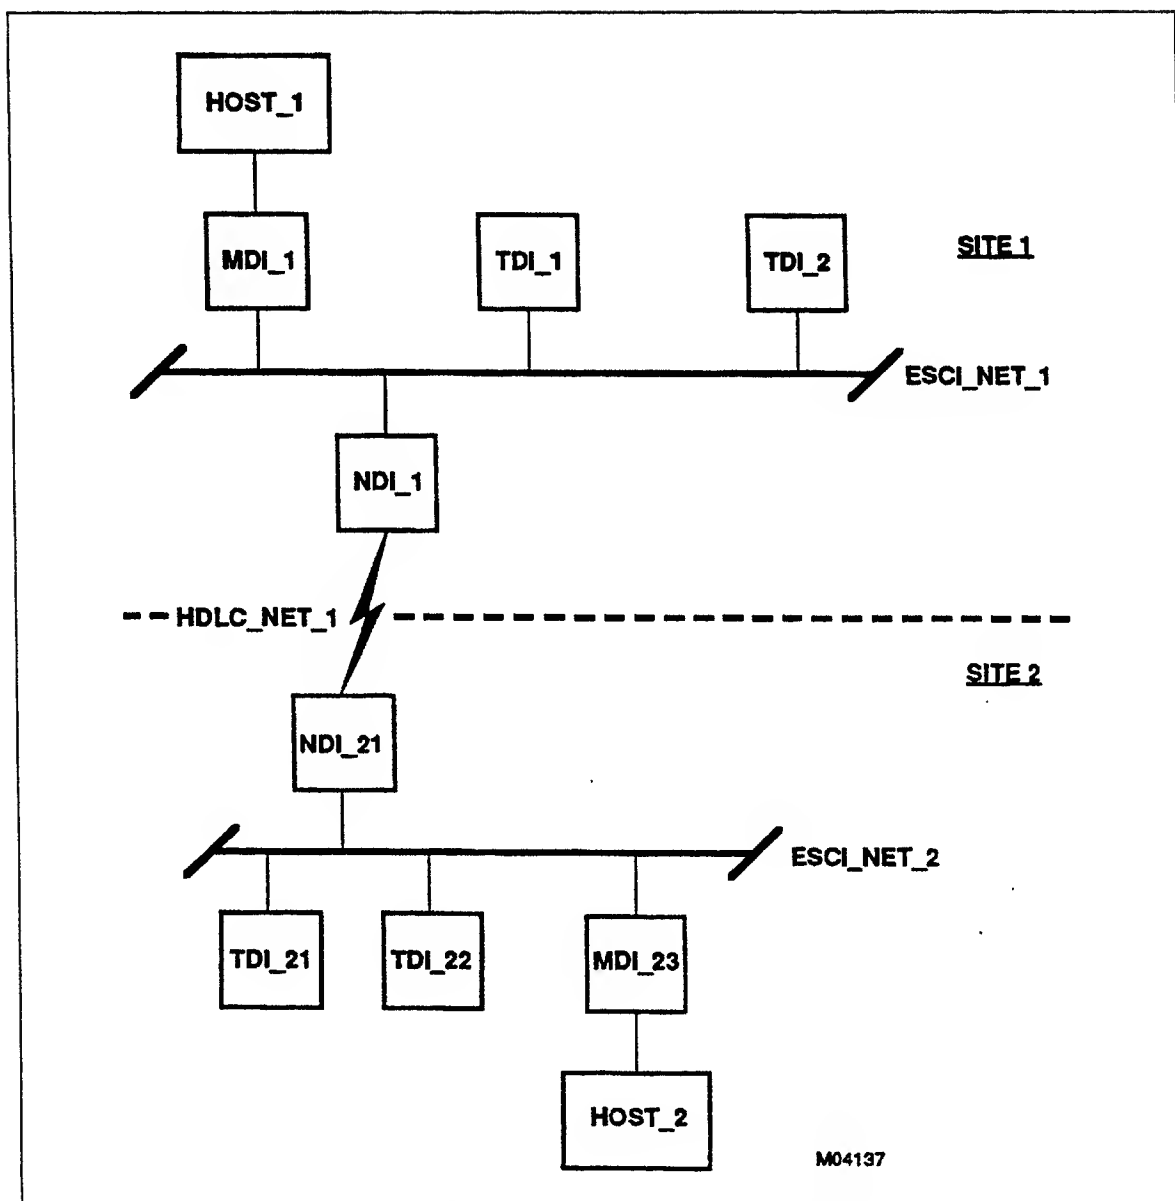 HOST_1
MDI_1
TDI_1
TDI_2
SITE 1
ESCI_NET_1
NDI_1
HDLC_NET_1
SITE 2
NDI_21
ESCI_NET_2
TDI_21
TDI_22
MDI_23
HOST_2
M04137